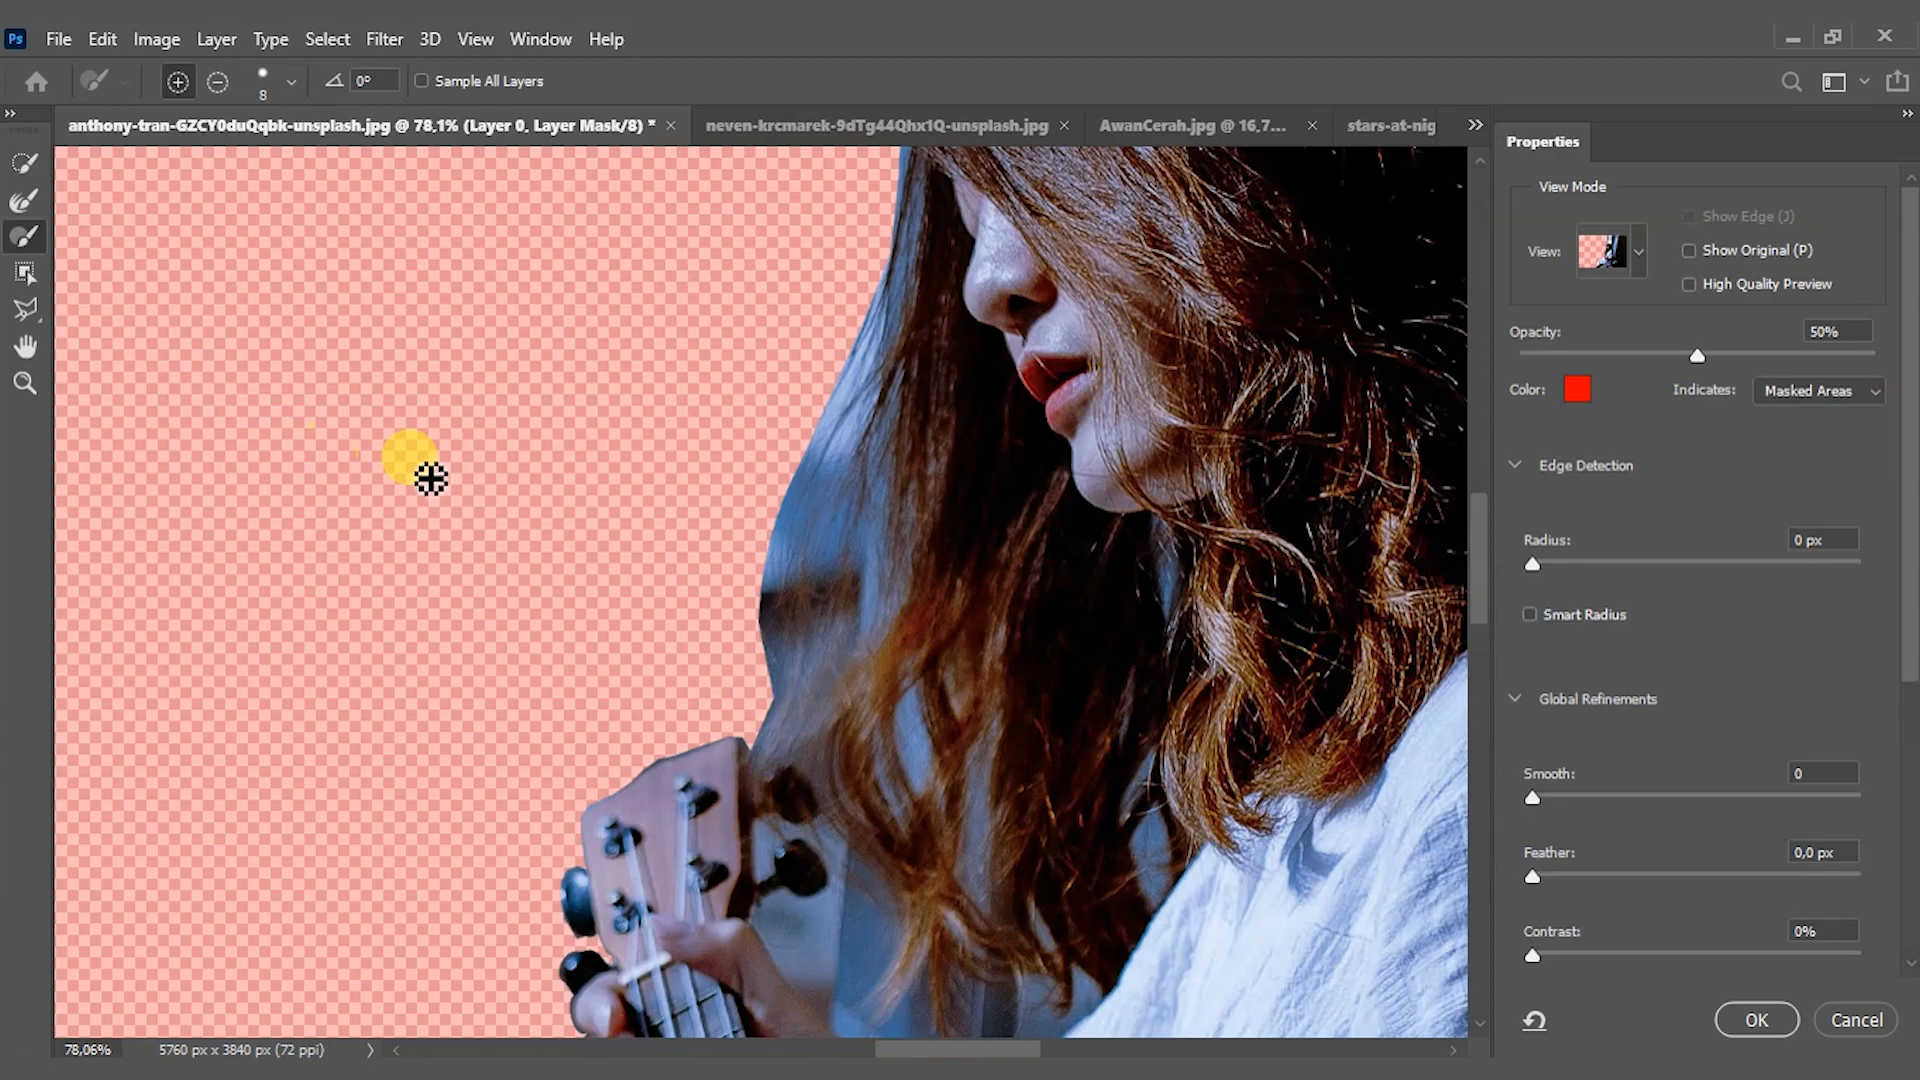 Ps File Edit Image Layer Type Select Filter 3D View Window Help
8 0° Sample All Layers
anthony-tran-GZCY0duQqbk-unsplash.jpg @ 78,1% (Layer 0, Layer Mask/8) * neven-krcmarek-9dTg44Qhx1Q-unsplash.jpg AwanCerah.jpg @ 16,7... stars-at-nig
Properties
View Mode
Show Edge (J)
View: Show Original (P)
High Quality Preview
Opacity: 50%
Color: Indicates: Masked Areas
Edge Detection
Radius: 0 px
Smart Radius
Global Refinements
Smooth: 0
Feather: 0,0 px
Contrast: 0%
OK Cancel
78,06% 5760 px x 3840 px (72 ppi)